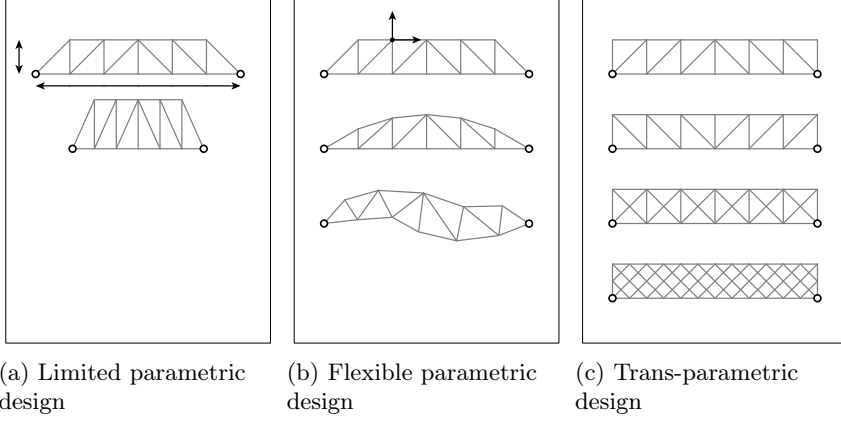 (a) Limited parametric
design
(b) Flexible parametric
design
(c) Trans-parametric
design